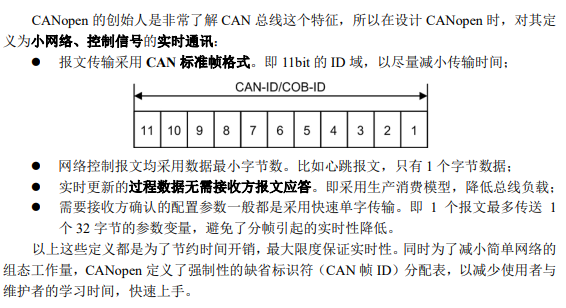 CANopen 的创始人是非常了解 CAN 总线这个特征，所以在设计 CANopen 时，对其定
义为小网络、控制信号的实时通讯：
● 报文传输采用 CAN 标准帧格式。即 11bit 的 ID 域，以尽量减小传输时间；
CAN-ID/COB-ID
11 10 9 8 7 6 5 4 3 2 1
● 网络控制报文均采用数据最小字节数。比如心跳报文，只有 1 个字节数据；
● 实时更新的过程数据无需接收方报文应答。即采用生产消费模型，降低总线负载；
● 需要接收方确认的配置参数一般都是采用快速单字传输。即 1 个报文最多传送 1
个 32 字节的参数变量，避免了分帧引起的实时性降低。
以上这些定义都是为了节约时间开销，最大限度保证实时性。同时为了减小简单网络的
组态工作量，CANopen 定义了强制性的缺省标识符（CAN 帧 ID）分配表，以减少使用者与
维护者的学习时间，快速上手。